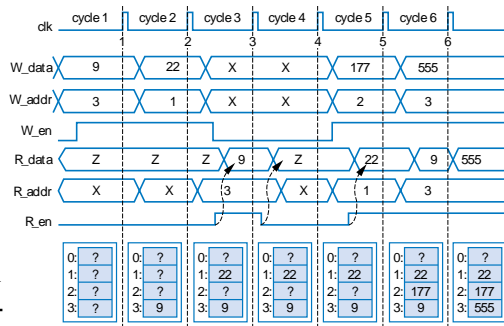 clk cycle 1 cycle 2 cycle 3 cycle 4 cycle 5 cycle 6
1 2 3 4 5 6
W_data 9 22 X X 177 555
W_addr 3 1 X X 2 3
W_en
R_data Z Z Z 9 Z 22 9 555
R_addr X X 3 X 1 3
R_en
0: ? 0: ? 0: ? 0: ? 0: ? 0: ? 0: ?
1: ? 1: ? 1: 22 1: 22 1: 22 1: 22 1: 22
2: ? 2: ? 2: ? 2: ? 2: ? 2: 177 2: 177
3: ? 3: 9 3: 9 3: 9 3: 9 3: 9 3: 555